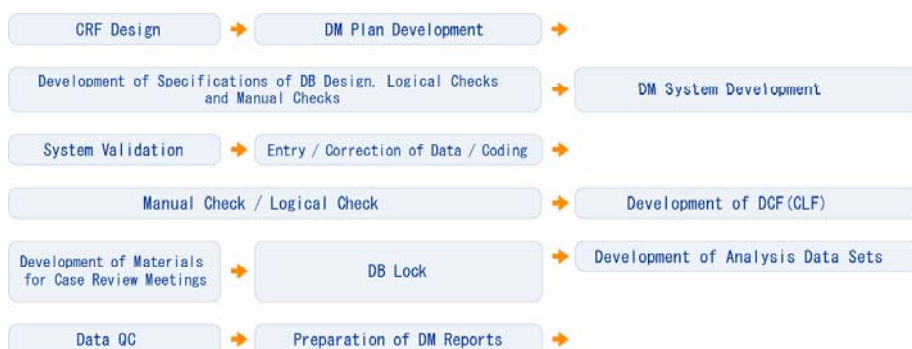 CRF Design
DM Plan Development
Development of Specifications of DB Design. Logical Checks
and Manual Checks
DM System Development
System Validation
Entry / Correction of Data / Coding
Manual Check / Logical Check
Development of DCF(CLF)
Development of Materials
for Case Review Meetings
DB Lock
Development of Analysis Data Sets
Data QC
Preparation of DM Reports